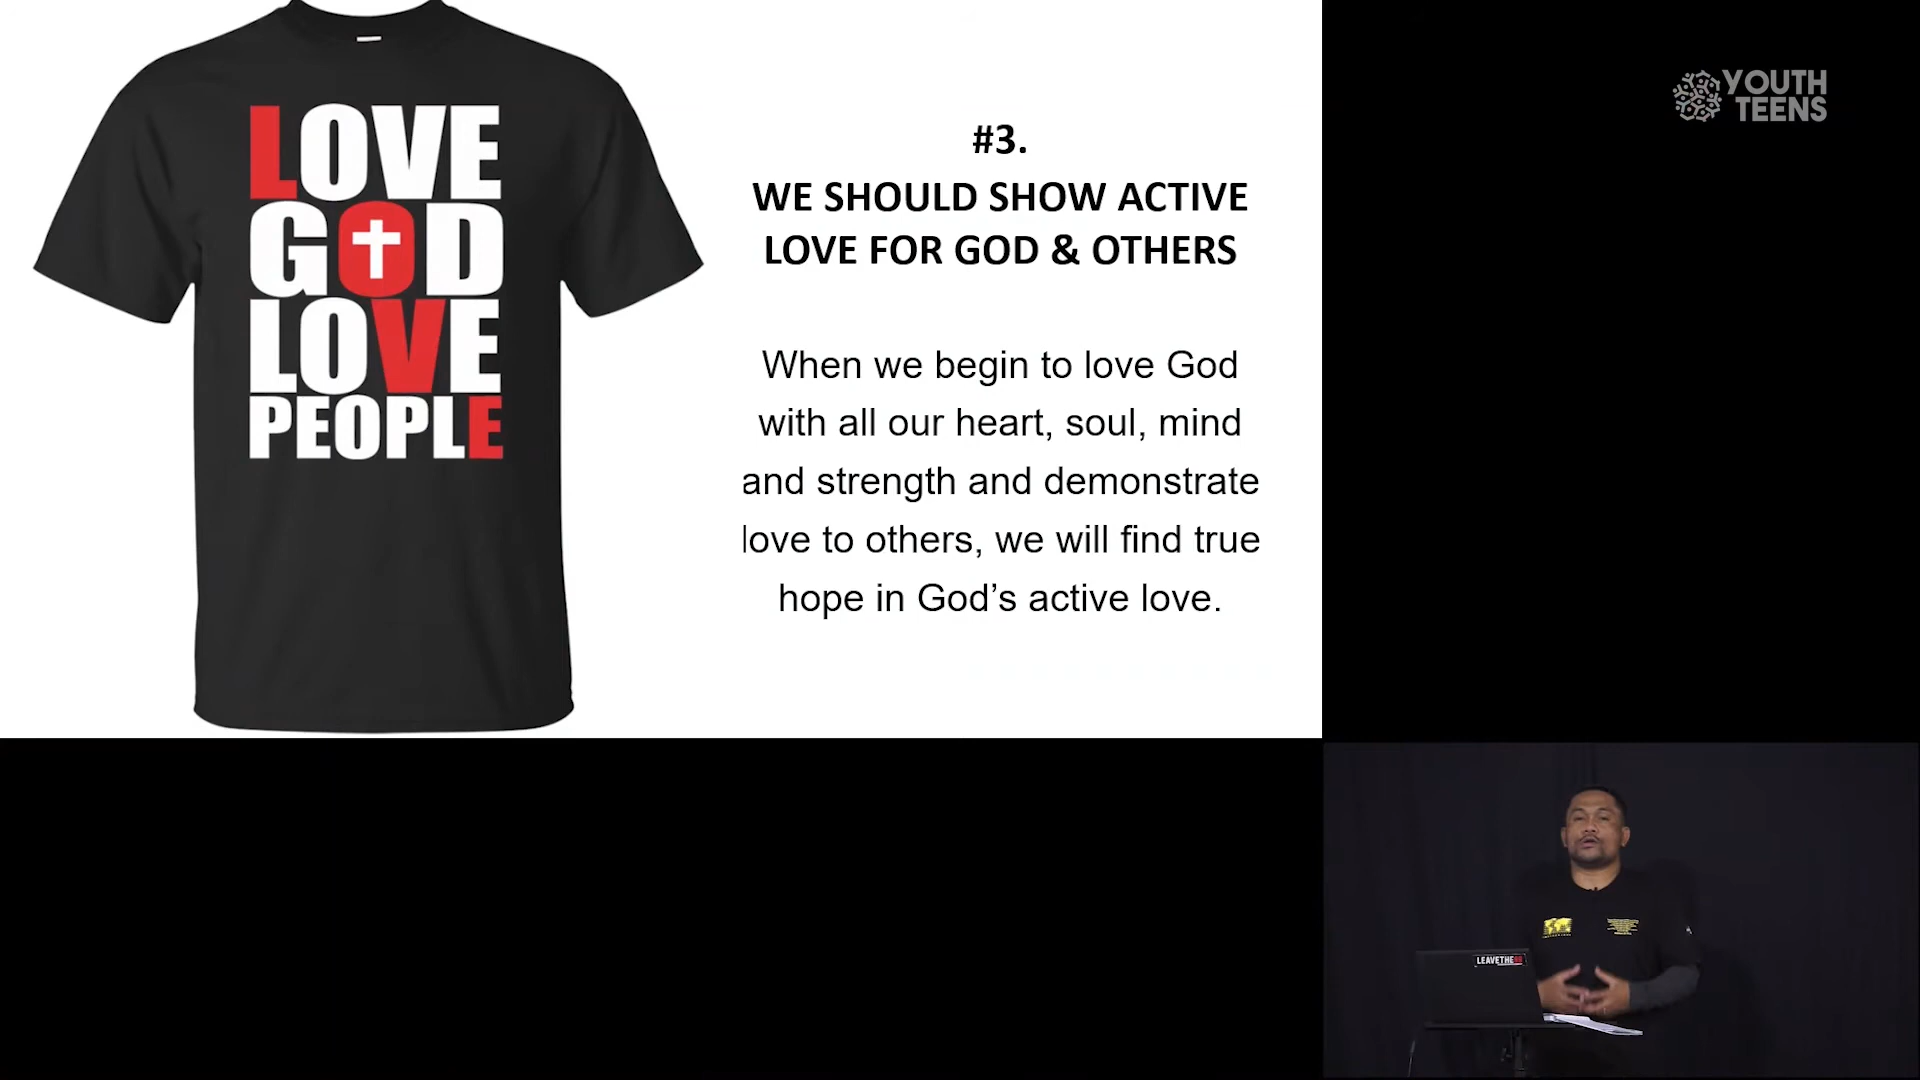 LOVE
GOD
LOVE
PEOPLE
#3.
WE SHOULD SHOW ACTIVE
LOVE FOR GOD & OTHERS
When we begin to love God
with all our heart, soul, mind
and strength and demonstrate
love to others, we will find true
hope in God’s active love.
YOUTH
TEENS
LEAVETHE